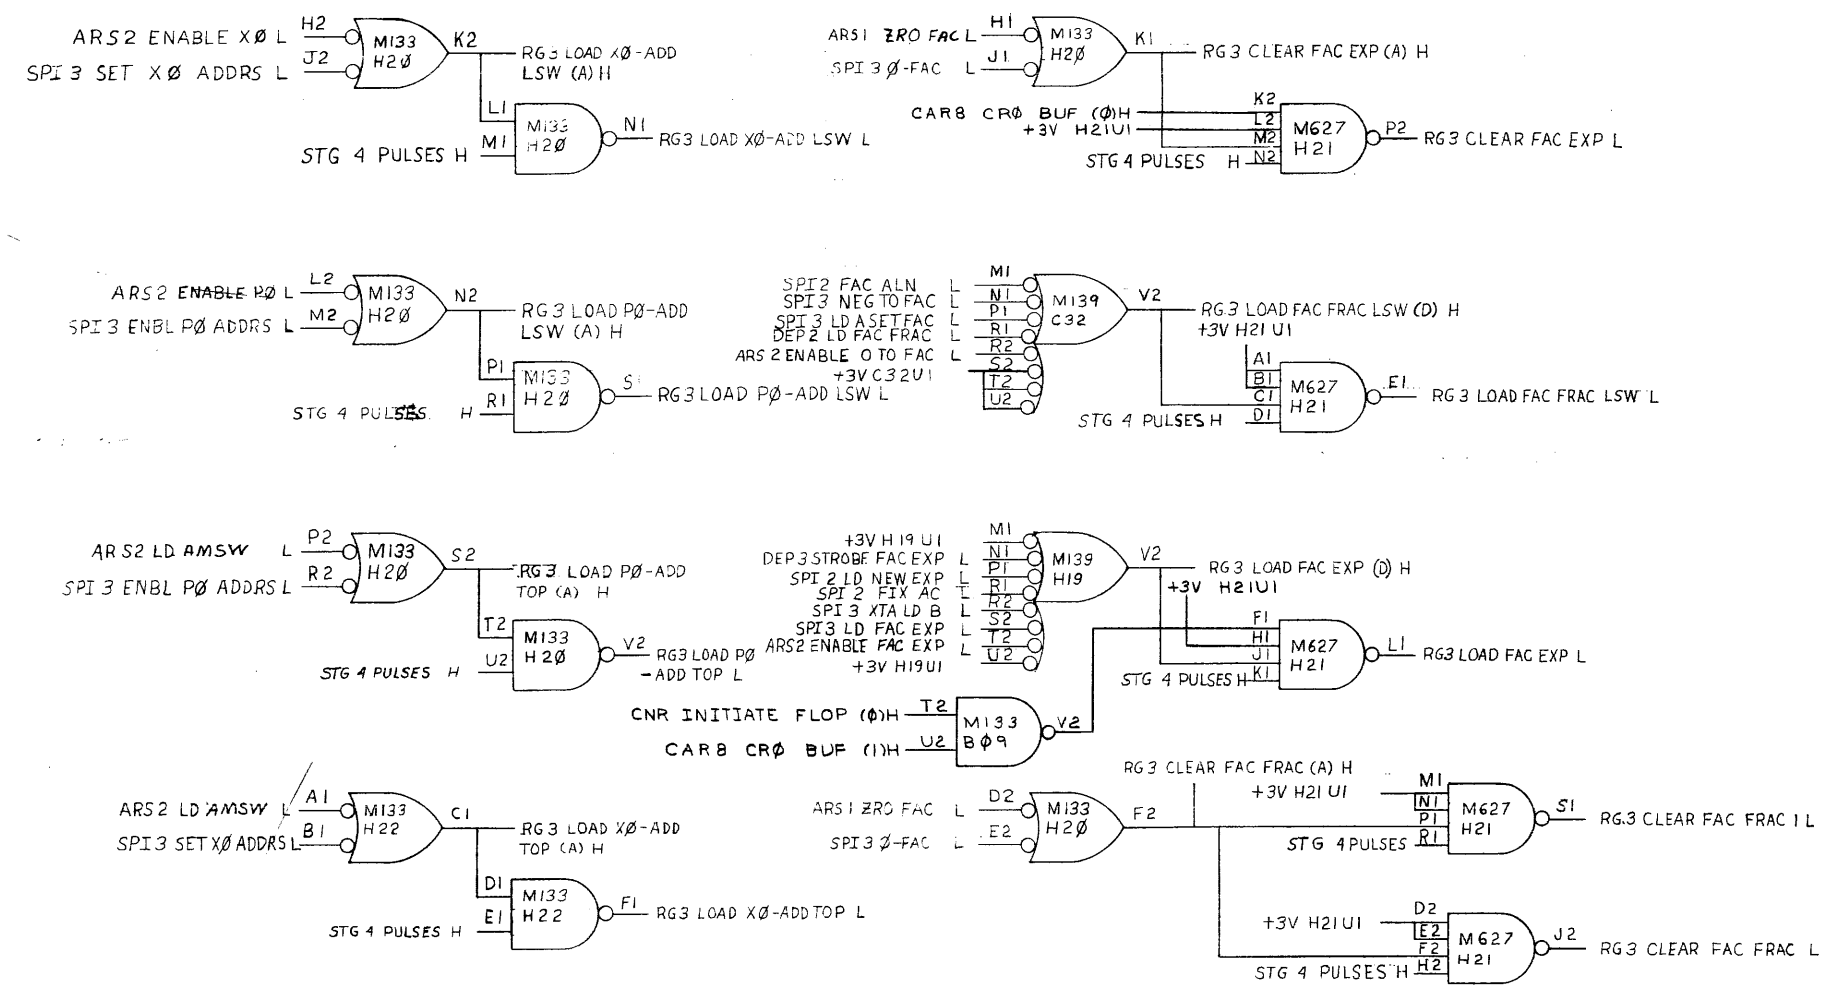 ARS2 ENABLE XØ L
H2
SPI 3 SET XØ ADDRS L
J2
M133
H2Ø
K2
RG3 LOAD XØ-ADD
LSW (A) H
L1
M1
STG 4 PULSES H
M133
H2Ø
N1
RG3 LOAD XØ-ADD LSW L
ARS1 ZRO FAC L
H1
SPI 3 Ø-FAC L
J1
M133
H2Ø
K1
RG3 CLEAR FAC EXP (A) H
CAR8 CRØ BUF (Ø)H
K2
+3V H21U1
L2
M2
STG 4 PULSES H
N2
M627
H21
P2
RG3 CLEAR FAC EXP L
ARS2 ENABLE PØ L
L2
SPI 3 ENBL PØ ADDRS L
M2
M133
H2Ø
N2
RG3 LOAD PØ-ADD
LSW (A) H
P1
R1
STG 4 PULSES H
M133
H2Ø
S1
RG3 LOAD PØ-ADD LSW L
SPI2 FAC ALN L
M1
SPI3 NEG TO FAC L
N1
SPI 3 LD ASET FAC L
P1
DEP2 LD FAC FRAC L
R1
ARS2 ENABLE O TO FAC L
R2
+3V C32U1
S2
T2
U2
M139
C32
V2
RG3 LOAD FAC FRAC LSW (D) H
+3V H21 U1
A1
B1
C1
STG 4 PULSES H
D1
M627
H21
E1
RG3 LOAD FAC FRAC LSW L
ARS2 LD AMSW L
P2
SPI 3 ENBL PØ ADDRS L
R2
M133
H2Ø
S2
RG3 LOAD PØ-ADD
TOP (A) H
T2
U2
STG 4 PULSES H
M133
H2Ø
V2
RG3 LOAD PØ
-ADD TOP L
+3V H19 U1
M1
DEP3 STROBE FAC EXP L
N1
SPI 2 LD NEW EXP L
P1
SPI 2 FIX AC L
R1
SPI 3 XTA LD B L
R2
SPI3 LD FAC EXP L
S2
ARS2 ENABLE FAC EXP L
T2
+3V H19U1
U2
M139
H19
V2
RG3 LOAD FAC EXP (D) H
+3V H21U1
F1
H1
J1
STG 4 PULSES H
K1
M627
H21
L1
RG3 LOAD FAC EXP L
CNR INITIATE FLOP (Ø)H
T2
CAR8 CRØ BUF (1)H
U2
M133
BØ9
V2
ARS2 LD AMSW L
A1
SPI3 SET XØ ADDRS L
B1
M133
H22
C1
RG3 LOAD XØ-ADD
TOP (A) H
D1
E1
STG 4 PULSES H
M133
H22
F1
RG3 LOAD XØ-ADD TOP L
RG3 CLEAR FAC FRAC (A) H
ARS1 ZRO FAC L
D2
SPI3 Ø-FAC L
E2
M133
H2Ø
F2
+3V H21 U1
M1
N1
P1
STG 4 PULSES
R1
M627
H21
S1
RG3 CLEAR FAC FRAC 1 L
+3V H21U1
D2
E2
F2
STG 4 PULSES H
H2
M627
H21
J2
RG3 CLEAR FAC FRAC L